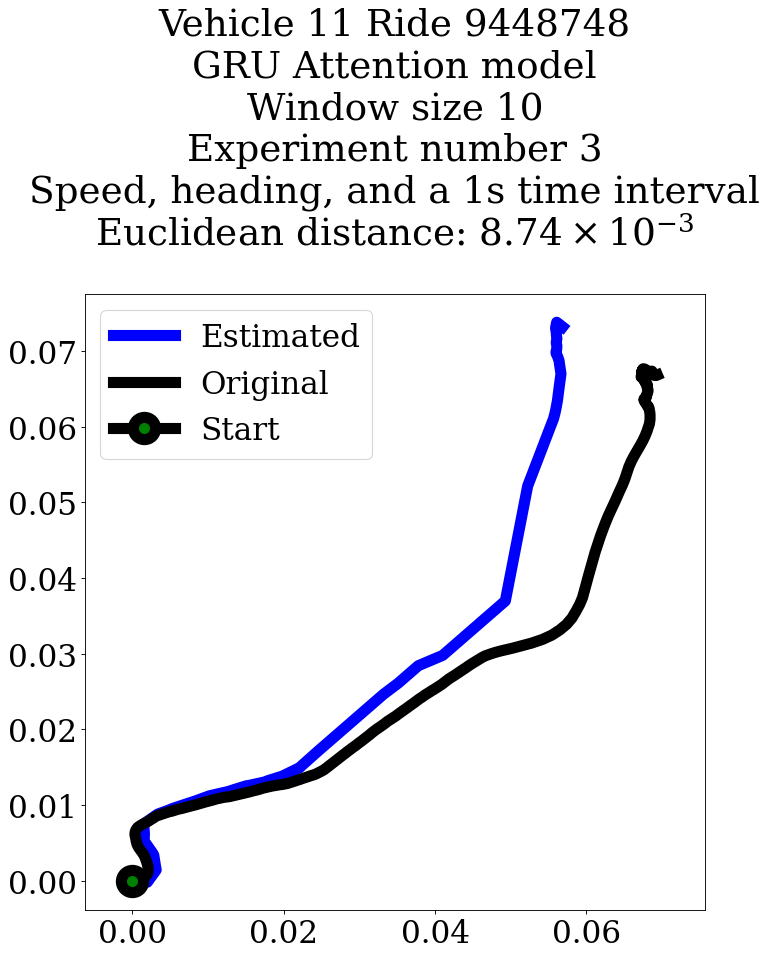 Vehicle 11 Ride 9448748
GRU Attention model
Window size 10
Experiment number 3
Speed, heading, and a 1s time interval
Euclidean distance: 8.74 × 10⁻³
Estimated
Original
Start
0.07
0.06
0.05
0.04
0.03
0.02
0.01
0.00
0.00 0.02 0.04 0.06